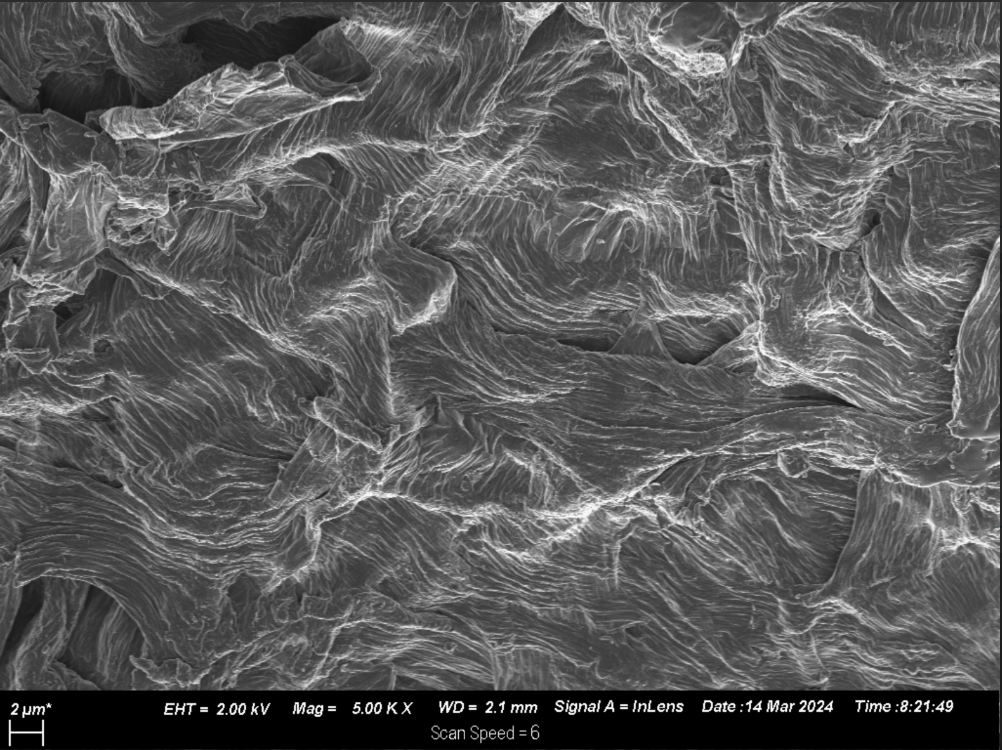 2 µm* EHT = 2.00 kV Mag = 5.00 K X WD = 2.1 mm Signal A = InLens Date :14 Mar 2024 Time :8:21:49
Scan Speed = 6